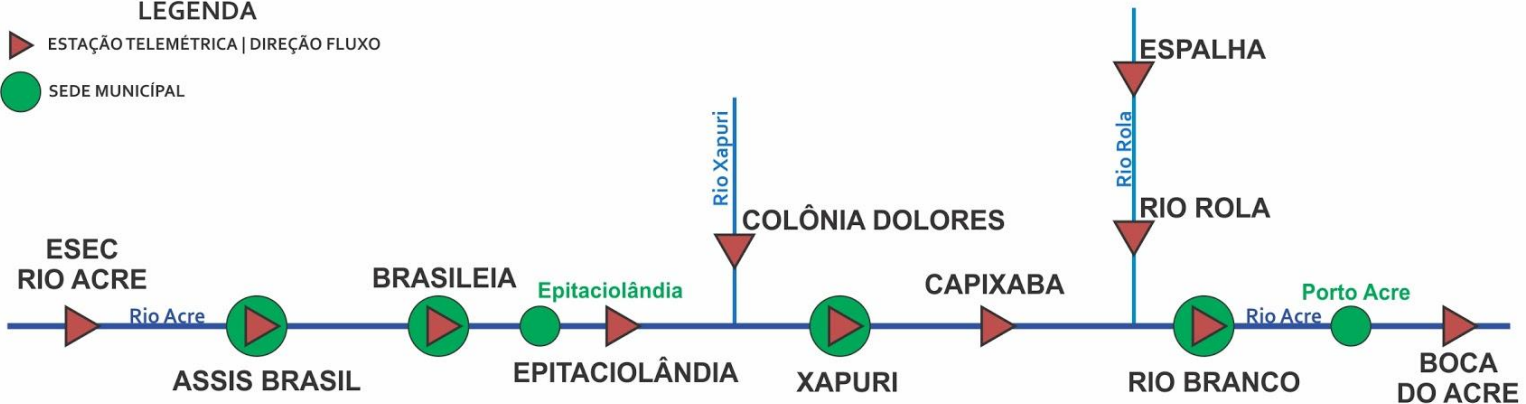 LEGENDA
ESTAÇÃO TELEMÉTRICA | DIREÇÃO FLUXO
SEDE MUNICÍPAL
ESPALHA
Rio Xapuri
Rio Rola
COLÔNIA DOLORES
RIO ROLA
ESEC
RIO ACRE
BRASILEIA
Epitaciolândia
CAPIXABA
Porto Acre
Rio Acre
Rio Acre
ASSIS BRASIL
EPITACIOLÂNDIA
XAPURI
RIO BRANCO
BOCA
DO ACRE